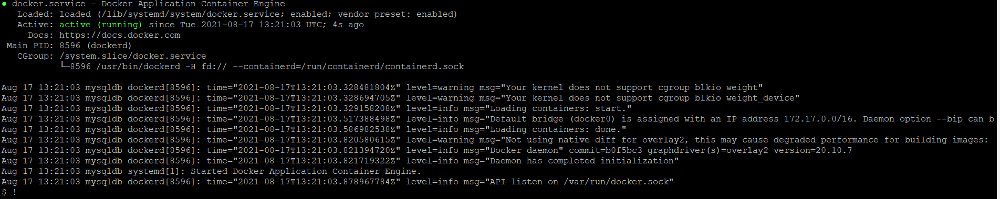 ● docker.service - Docker Application Container Engine
   Loaded: loaded (/lib/systemd/system/docker.service; enabled; vendor preset: enabled)
   Active: active (running) since Tue 2021-08-17 13:21:03 UTC; 4s ago
     Docs: https://docs.docker.com
 Main PID: 8596 (dockerd)
   CGroup: /system.slice/docker.service
           └─8596 /usr/bin/dockerd -H fd:// --containerd=/run/containerd/containerd.sock
Aug 17 13:21:03 mysqldb dockerd[8596]: time="2021-08-17T13:21:03.328481804Z" level=warning msg="Your kernel does not support cgroup blkio weight"
Aug 17 13:21:03 mysqldb dockerd[8596]: time="2021-08-17T13:21:03.328694705Z" level=warning msg="Your kernel does not support cgroup blkio weight_device"
Aug 17 13:21:03 mysqldb dockerd[8596]: time="2021-08-17T13:21:03.329158208Z" level=info msg="Loading containers: start."
Aug 17 13:21:03 mysqldb dockerd[8596]: time="2021-08-17T13:21:03.517388498Z" level=info msg="Default bridge (docker0) is assigned with an IP address 172.17.0.0/16. Daemon option --bip can b
Aug 17 13:21:03 mysqldb dockerd[8596]: time="2021-08-17T13:21:03.586982538Z" level=info msg="Loading containers: done."
Aug 17 13:21:03 mysqldb dockerd[8596]: time="2021-08-17T13:21:03.820580615Z" level=warning msg="Not using native diff for overlay2, this may cause degraded performance for building images:
Aug 17 13:21:03 mysqldb dockerd[8596]: time="2021-08-17T13:21:03.821394720Z" level=info msg="Docker daemon" commit=b0f5bc3 graphdriver(s)=overlay2 version=20.10.7
Aug 17 13:21:03 mysqldb dockerd[8596]: time="2021-08-17T13:21:03.821719322Z" level=info msg="Daemon has completed initialization"
Aug 17 13:21:03 mysqldb systemd[1]: Started Docker Application Container Engine.
Aug 17 13:21:03 mysqldb dockerd[8596]: time="2021-08-17T13:21:03.878967784Z" level=info msg="API listen on /var/run/docker.sock"
$ !